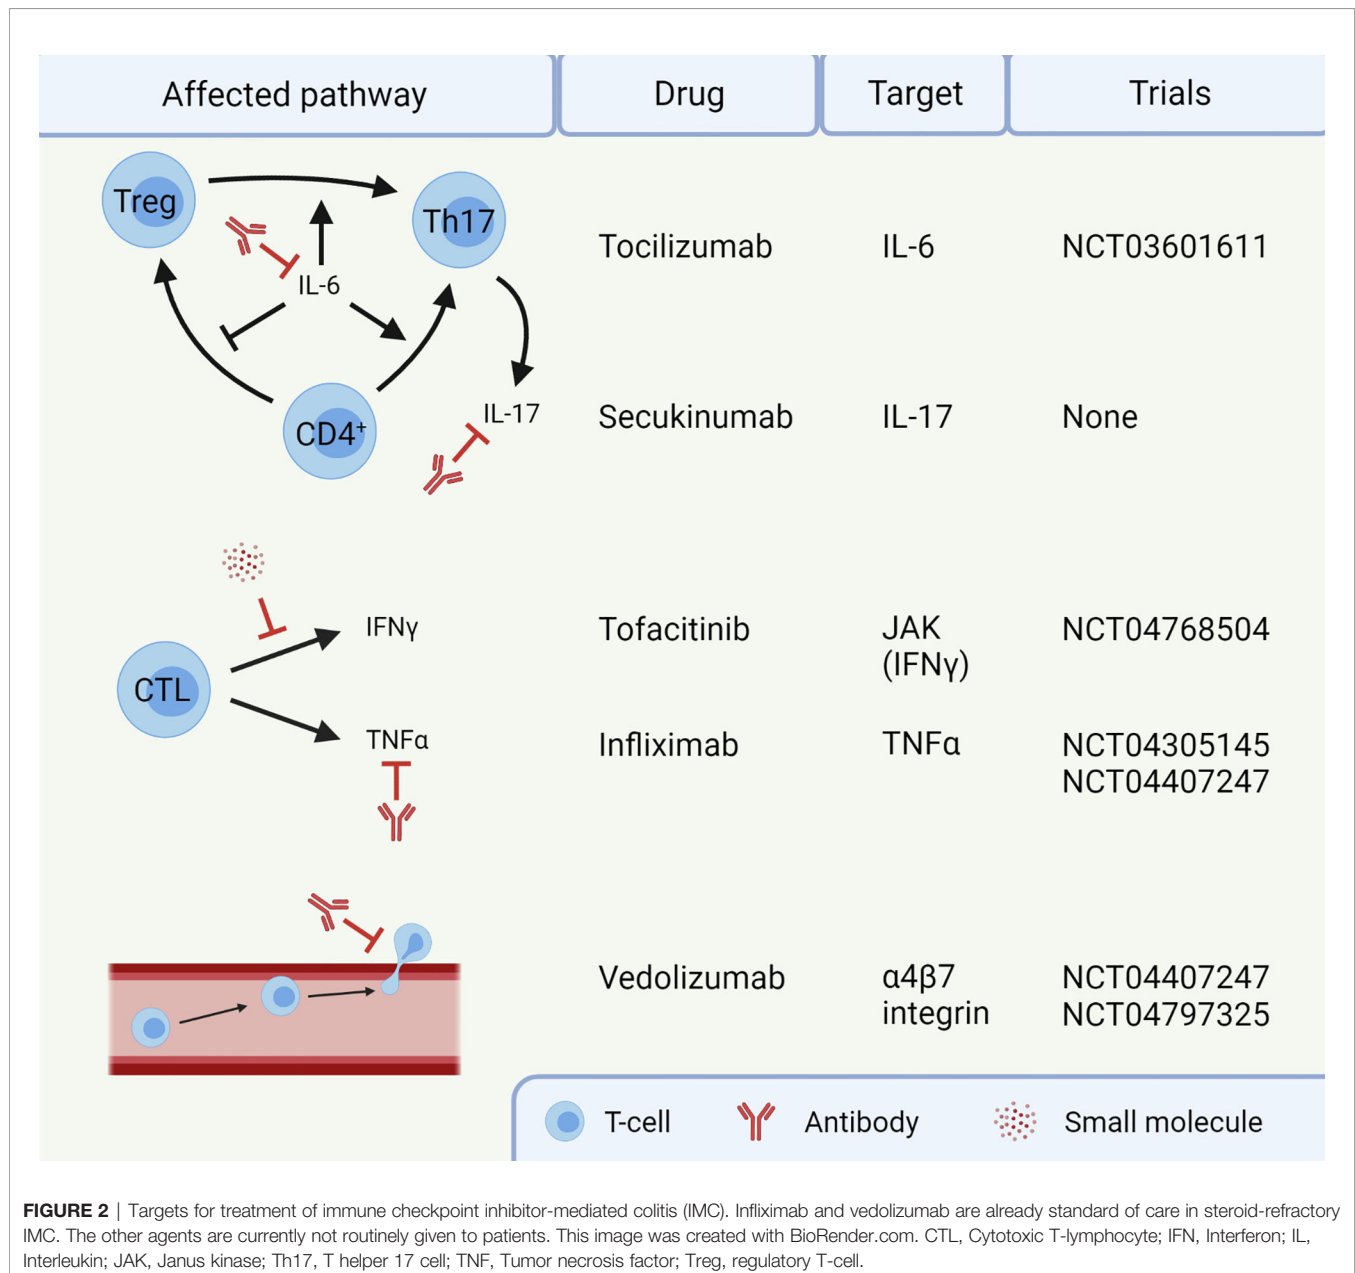 Affected pathway
Drug
Target
Trials
Treg
Th17
IL-6
CD4⁺
IL-17
Tocilizumab
IL-6
NCT03601611
Secukinumab
IL-17
None
CTL
IFNγ
TNFα
Tofacitinib
JAK
(IFNγ)
NCT04768504
Infliximab
TNFα
NCT04305145
NCT04407247
Vedolizumab
α4β7
integrin
NCT04407247
NCT04797325
T-cell
Antibody
Small molecule
FIGURE 2 | Targets for treatment of immune checkpoint inhibitor-mediated colitis (IMC). Infliximab and vedolizumab are already standard of care in steroid-refractory
IMC. The other agents are currently not routinely given to patients. This image was created with BioRender.com. CTL, Cytotoxic T-lymphocyte; IFN, Interferon; IL,
Interleukin; JAK, Janus kinase; Th17, T helper 17 cell; TNF, Tumor necrosis factor; Treg, regulatory T-cell.